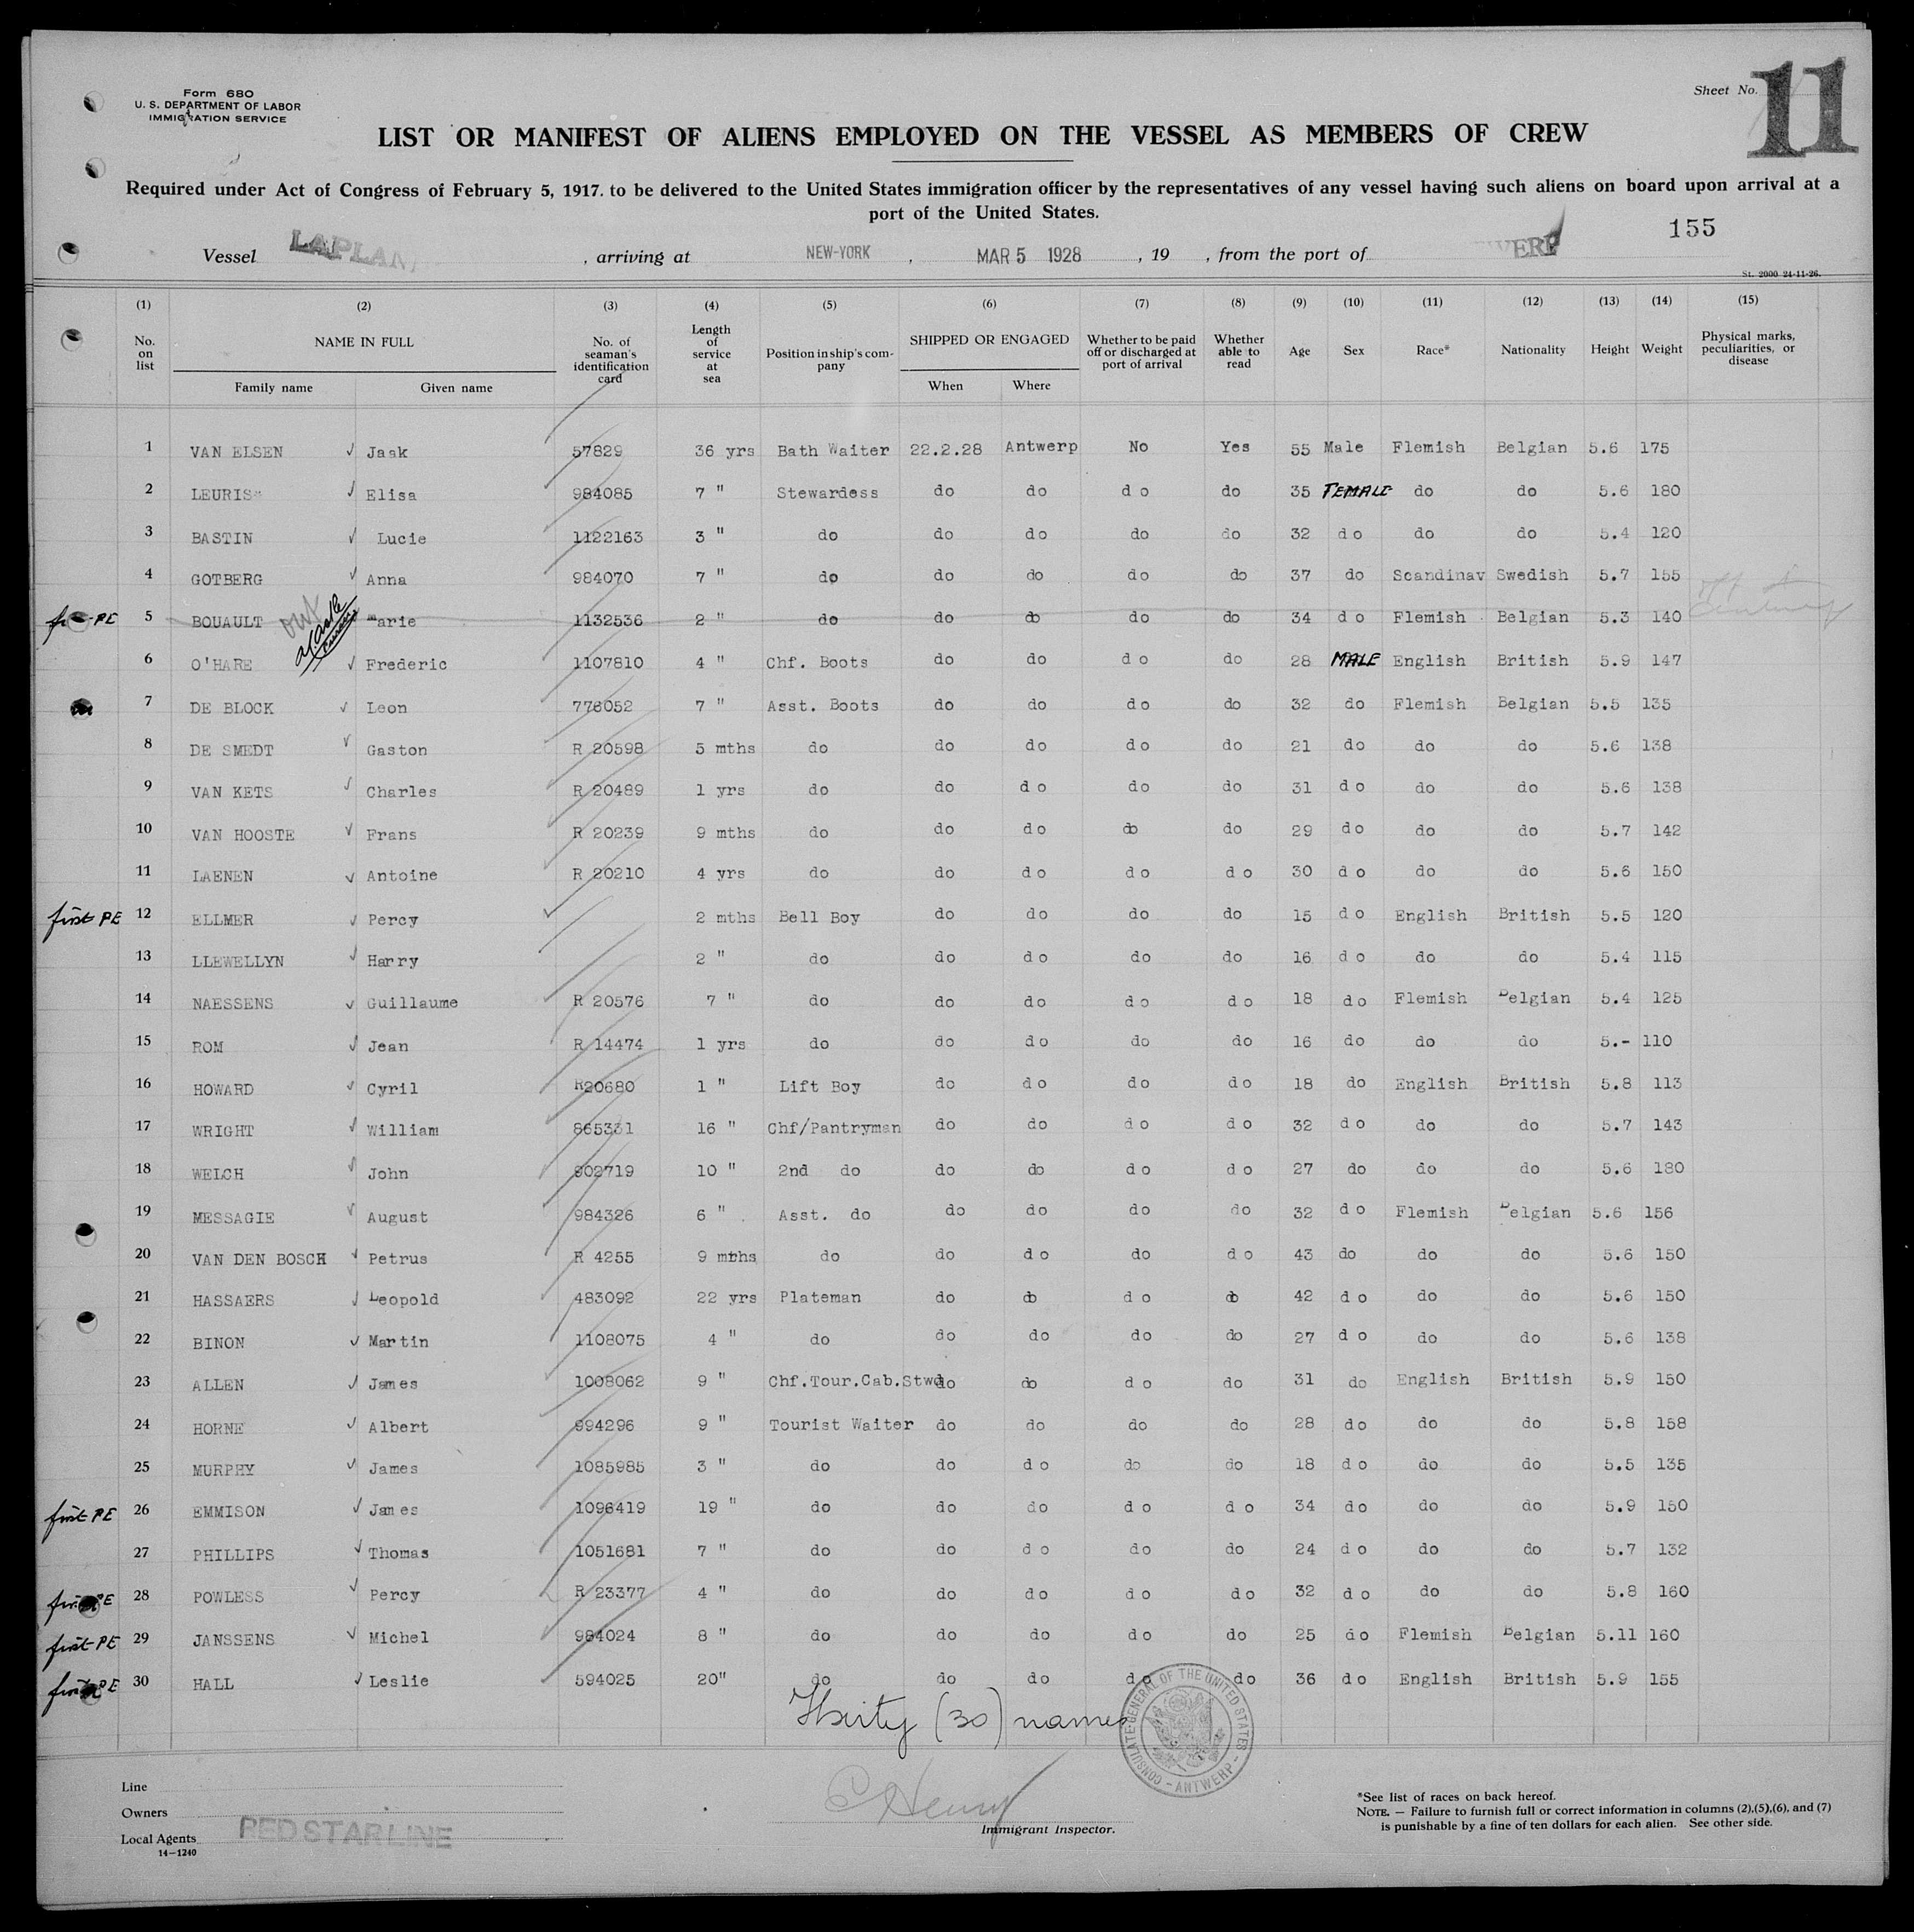 Form 680
U. S. DEPARTMENT OF LABOR
IMMIGRATION SERVICE
Sheet No. 11
LIST OR MANIFEST OF ALIENS EMPLOYED ON THE VESSEL AS MEMBERS OF CREW
Required under Act of Congress of February 5, 1917. to be delivered to the United States immigration officer by the representatives of any vessel having such aliens on board upon arrival at a
port of the United States.
155
Vessel LAPLAN , arriving at NEW-YORK , MAR 5 1928 , 19 , from the port of WERP
St. 2000 24-11-26.
(1) (2) (3) (4) (5) (6) (7) (8) (9) (10) (11) (12) (13) (14) (15)
No. on list NAME IN FULL Family name Given name No. of seaman's identification card Length of service at sea Position in ship's company SHIPPED OR ENGAGED When Where Whether to be paid off or discharged at port of arrival Whether able to read Age Sex Race* Nationality Height Weight Physical marks, peculiarities, or disease
1 VAN ELSEN Jaak 57829 36 yrs Bath Waiter 22.2.28 Antwerp No Yes 55 Male Flemish Belgian 5.6 175
2 LEURIS Elisa 984085 7 " Stewardess do do do do 35 FEMALE do do 5.6 180
3 BASTIN Lucie 1122163 3 " do do do do do 32 do do do 5.4 120
4 GOTBERG Anna 984070 7 " do do do do do 37 do Scandinav Swedish 5.7 155
5 BOUAULT out Marie 1132536 2 " do do do do do 34 do Flemish Belgian 5.3 140
6 O'HARE Frederic 1107810 4 " Chf. Boots do do do do 28 MALE English British 5.9 147
7 DE BLOCK Leon 776052 7 " Asst. Boots do do do do 32 do Flemish Belgian 5.5 135
8 DE SMEDT Gaston R 20598 5 mths do do do do do 21 do do do 5.6 138
9 VAN KETS Charles R 20489 1 yrs do do do do do 31 do do do 5.6 138
10 VAN HOOSTE Frans R 20239 9 mths do do do do do 29 do do do 5.7 142
11 LAENEN Antoine R 20210 4 yrs do do do do do 30 do do do 5.6 150
first PE 12 ELLMER Percy 2 mths Bell Boy do do do do 15 do English British 5.5 120
13 LLEWELLYN Harry 2 " do do do do do 16 do do do 5.4 115
14 NAESSENS Guillaume R 20576 7 " do do do do do 18 do Flemish Belgian 5.4 125
15 ROM Jean R 14474 1 yrs do do do do do 16 do do do 5.- 110
16 HOWARD Cyril R20680 1 " Lift Boy do do do do 18 do English British 5.8 113
17 WRIGHT William 865331 16 " Chf/Pantryman do do do do 32 do do do 5.7 143
18 WELCH John 902719 10 " 2nd do do do do do 27 do do do 5.6 180
19 MESSAGIE August 984326 6 " Asst. do do do do do 32 do Flemish Belgian 5.6 156
20 VAN DEN BOSCH Petrus R 4255 9 mths do do do do do 43 do do do 5.6 150
21 HASSAERS Leopold 483092 22 yrs Plateman do do do do 42 do do do 5.6 150
22 BINON Martin 1108075 4 " do do do do do 27 do do do 5.6 138
23 ALLEN James 1008062 9 " Chf.Tour.Cab.Stwd do do do do 31 do English British 5.9 150
24 HORNE Albert 994296 9 " Tourist Waiter do do do do 28 do do do 5.8 158
25 MURPHY James 1085985 3 " do do do do do 18 do do do 5.5 135
first PE 26 EMMISON James 1096419 19 " do do do do do 34 do do do 5.9 150
27 PHILLIPS Thomas 1051681 7 " do do do do do 24 do do do 5.7 132
28 POWLESS Percy R 23377 4 " do do do do do 32 do do do 5.8 160
first PE 29 JANSSENS Michel 984024 8 " do do do do do 25 do Flemish Belgian 5.11 160
30 HALL Leslie 594025 20" do do do do do 36 do English British 5.9 155
Thirty (30) names
CONSULATE-GENERAL OF THE UNITED STATES - ANTWERP -
Line
Owners
Local Agents RED STAR LINE
14-1240
Henry
Immigrant Inspector.
*See list of races on back hereof.
NOTE. — Failure to furnish full or correct information in columns (2),(5),(6), and (7)
is punishable by a fine of ten dollars for each alien. See other side.